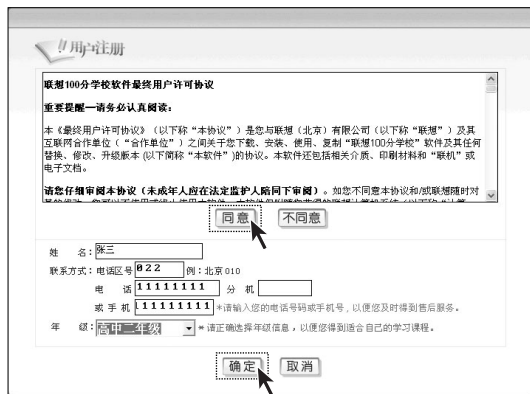 用户注册
联想100分学校软件最终用户许可协议
重要提醒—请务必认真阅读：
本《最终用户许可协议》（以下称“本协议”）是您与联想（北京）有限公司（以下称“联想”）及其
互联网合作单位（“合作单位”）之间关于您下载、安装、使用、复制“联想100分学校”软件及其任何
替换、修改、升级版本（以下简称“本软件”）的协议。本软件还包括相关介质、印刷材料和“联机”或
电子文档。
请您仔细审阅本协议（未成年人应在法定监护人陪同下审阅）。如您不同意本协议和/或联想随时对
同意 不同意
姓 名：张三
联系方式：电话区号 022 例：北京010
电 话 11111111 分 机
或 手 机 111111111 *请输入您的电话号码或手机号，以便您及时得到售后服务。
年 级：高中二年级 *请正确选择年级信息，以便您得到适合自己的学习课程。
确定 取消